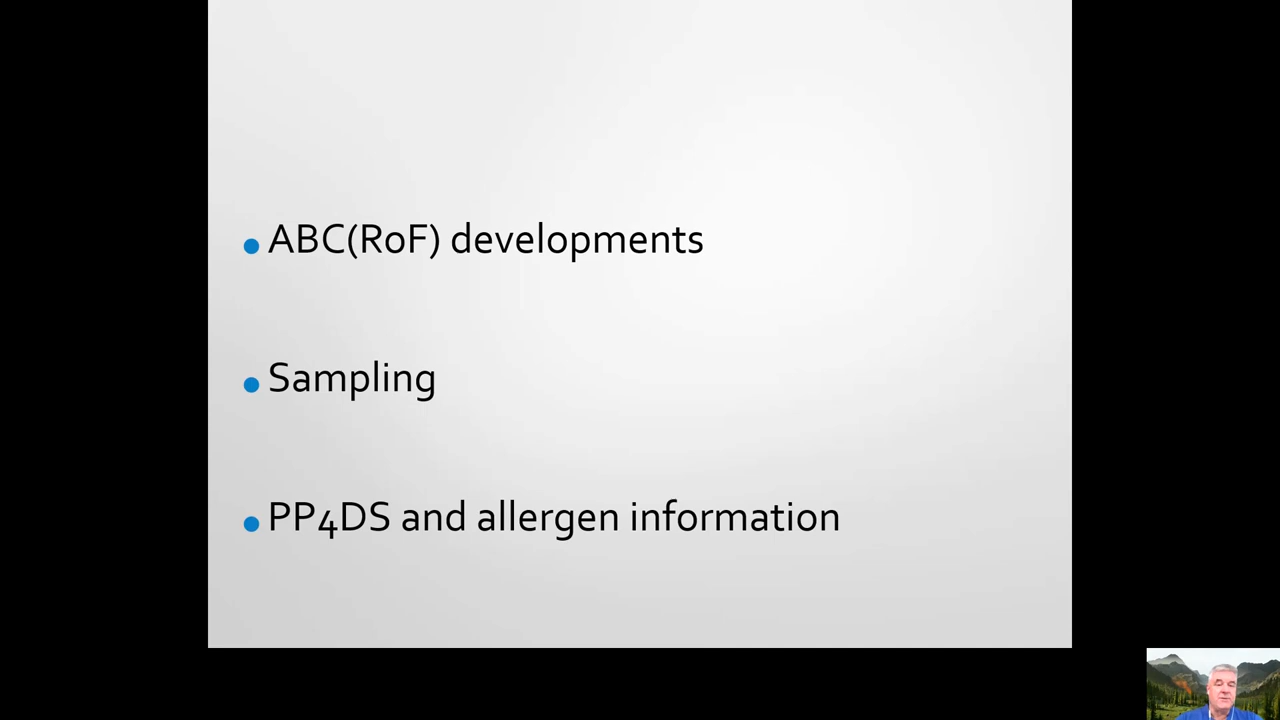 ABC(RoF) developments
Sampling
PP4DS and allergen information